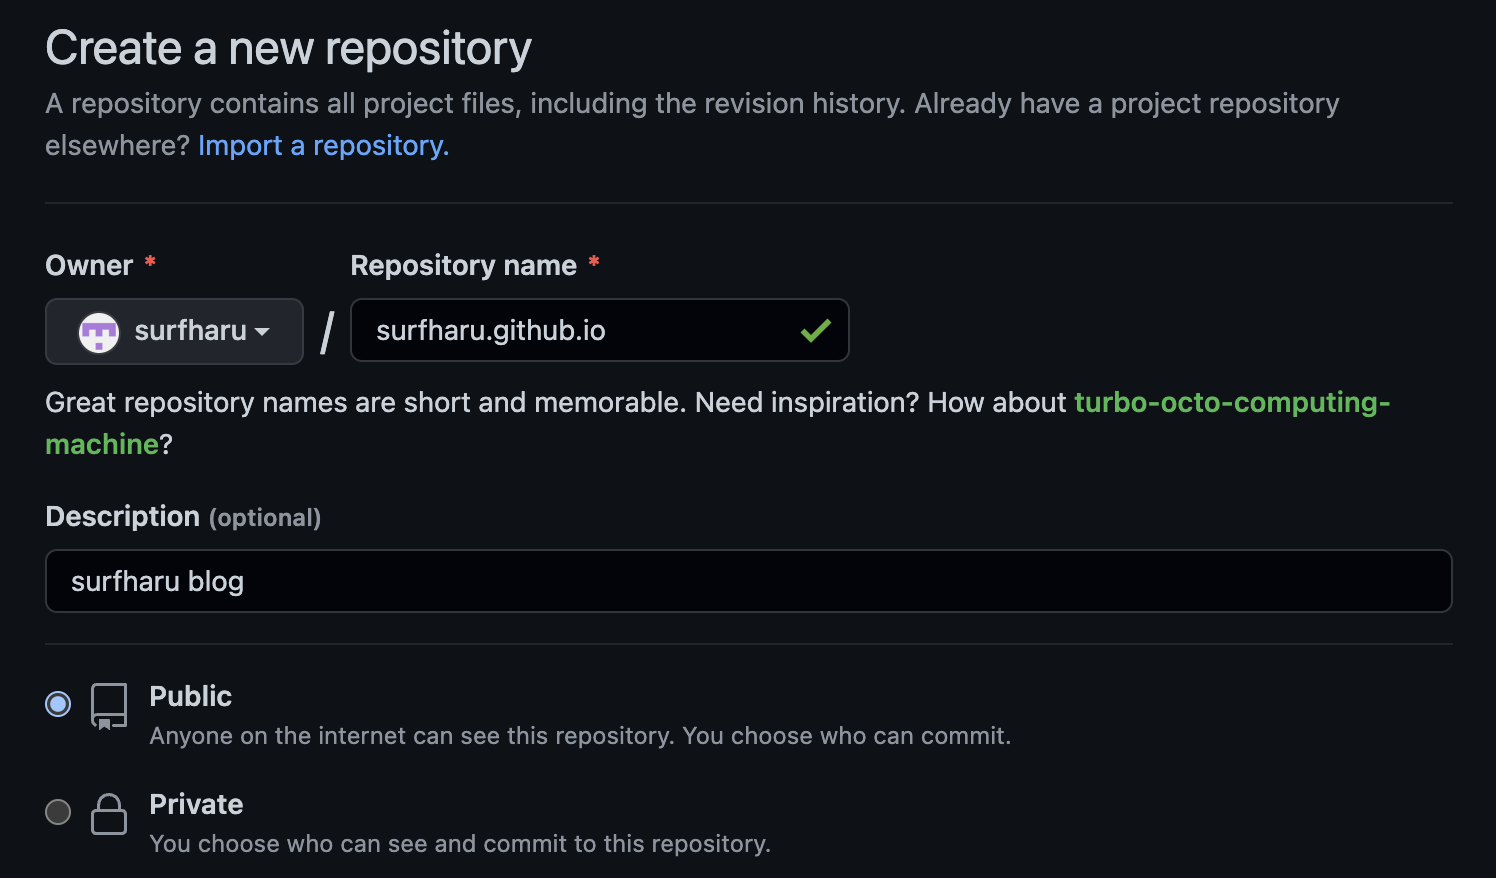 Create a new repository
A repository contains all project files, including the revision history. Already have a project repository
elsewhere? Import a repository.
Owner * Repository name *
surfharu / surfharu.github.io
Great repository names are short and memorable. Need inspiration? How about turbo-octo-computing-
machine?
Description (optional)
surfharu blog
Public
Anyone on the internet can see this repository. You choose who can commit.
Private
You choose who can see and commit to this repository.